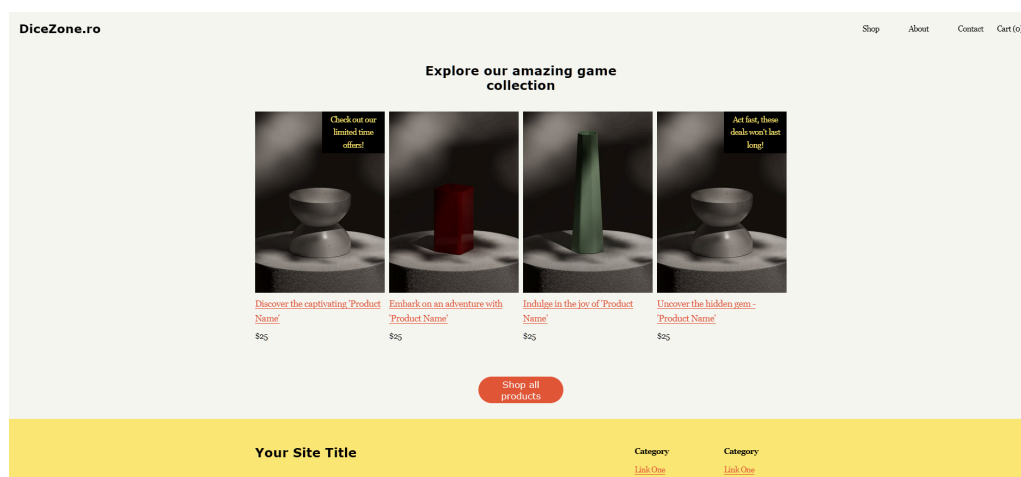 DiceZone.ro
Shop
About
Contact
Cart (0)
Explore our amazing game
collection
Check out our
limited time
offers!
Act fast, these
deals won't last
long!
Discover the captivating 'Product
Name'
$25
Embark on an adventure with
'Product Name'
$25
Indulge in the joy of 'Product
Name'
$25
Uncover the hidden gem -
'Product Name'
$25
Shop all
products
Your Site Title
Category
Link One
Category
Link One